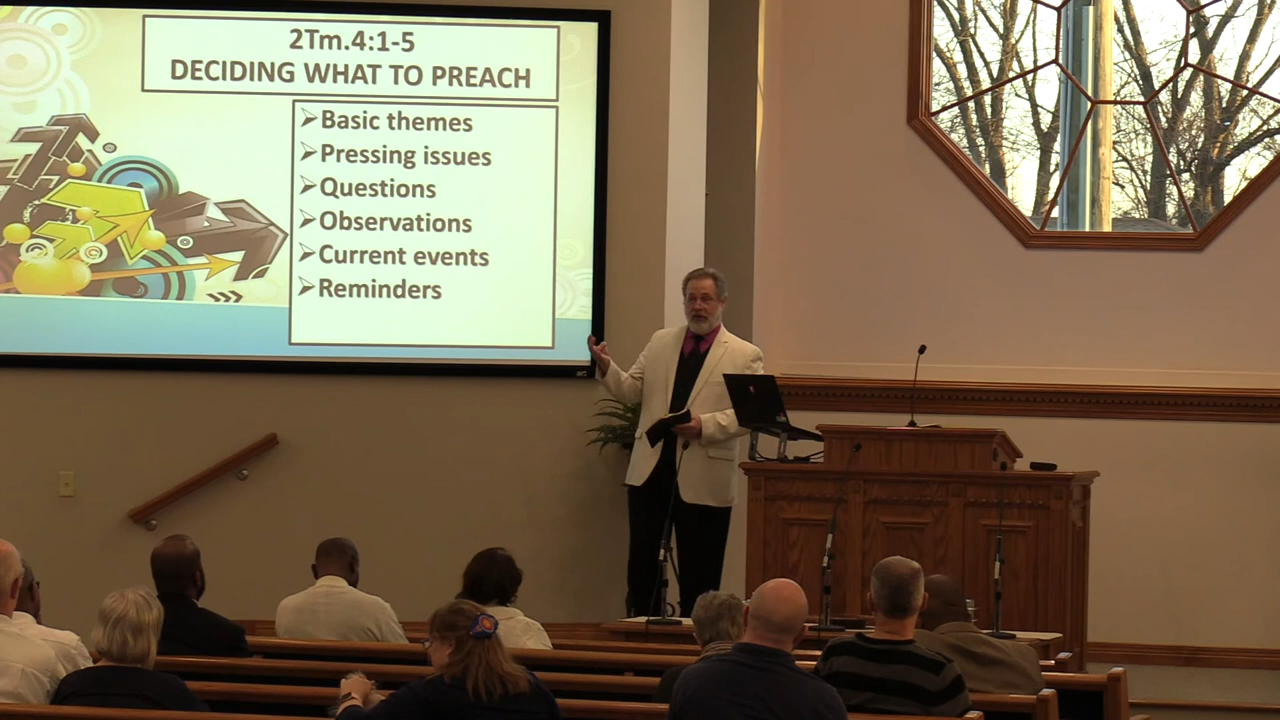 2Tm.4:1-5
DECIDING WHAT TO PREACH
➢Basic themes
➢Pressing issues
➢Questions
➢Observations
➢Current events
➢Reminders